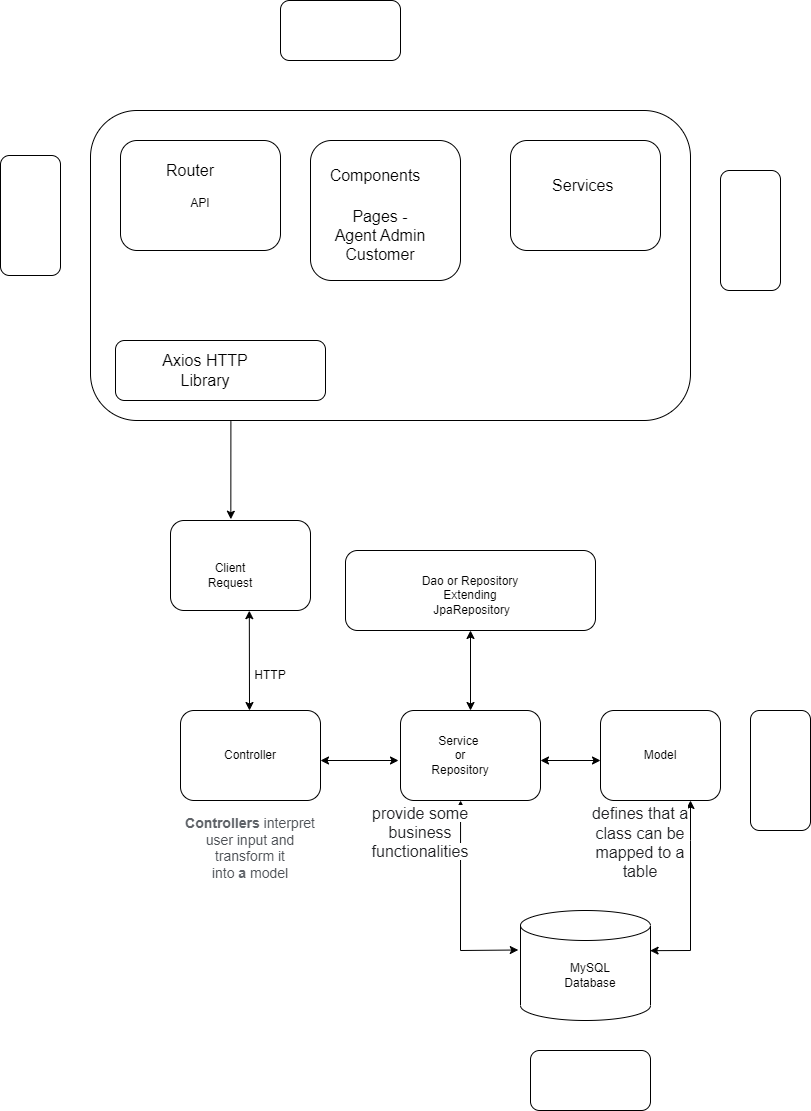 Router
API
Components
Pages -
Agent Admin
Customer
Services
Axios HTTP
Library
Client
Request
Dao or Repository
Extending
JpaRepository
HTTP
Controller
Service
or
Repository
Model
Controllers interpret
user input and
transform it
into a model
provide some
business
functionalities
defines that a
class can be
mapped to a
table
MySQL
Database